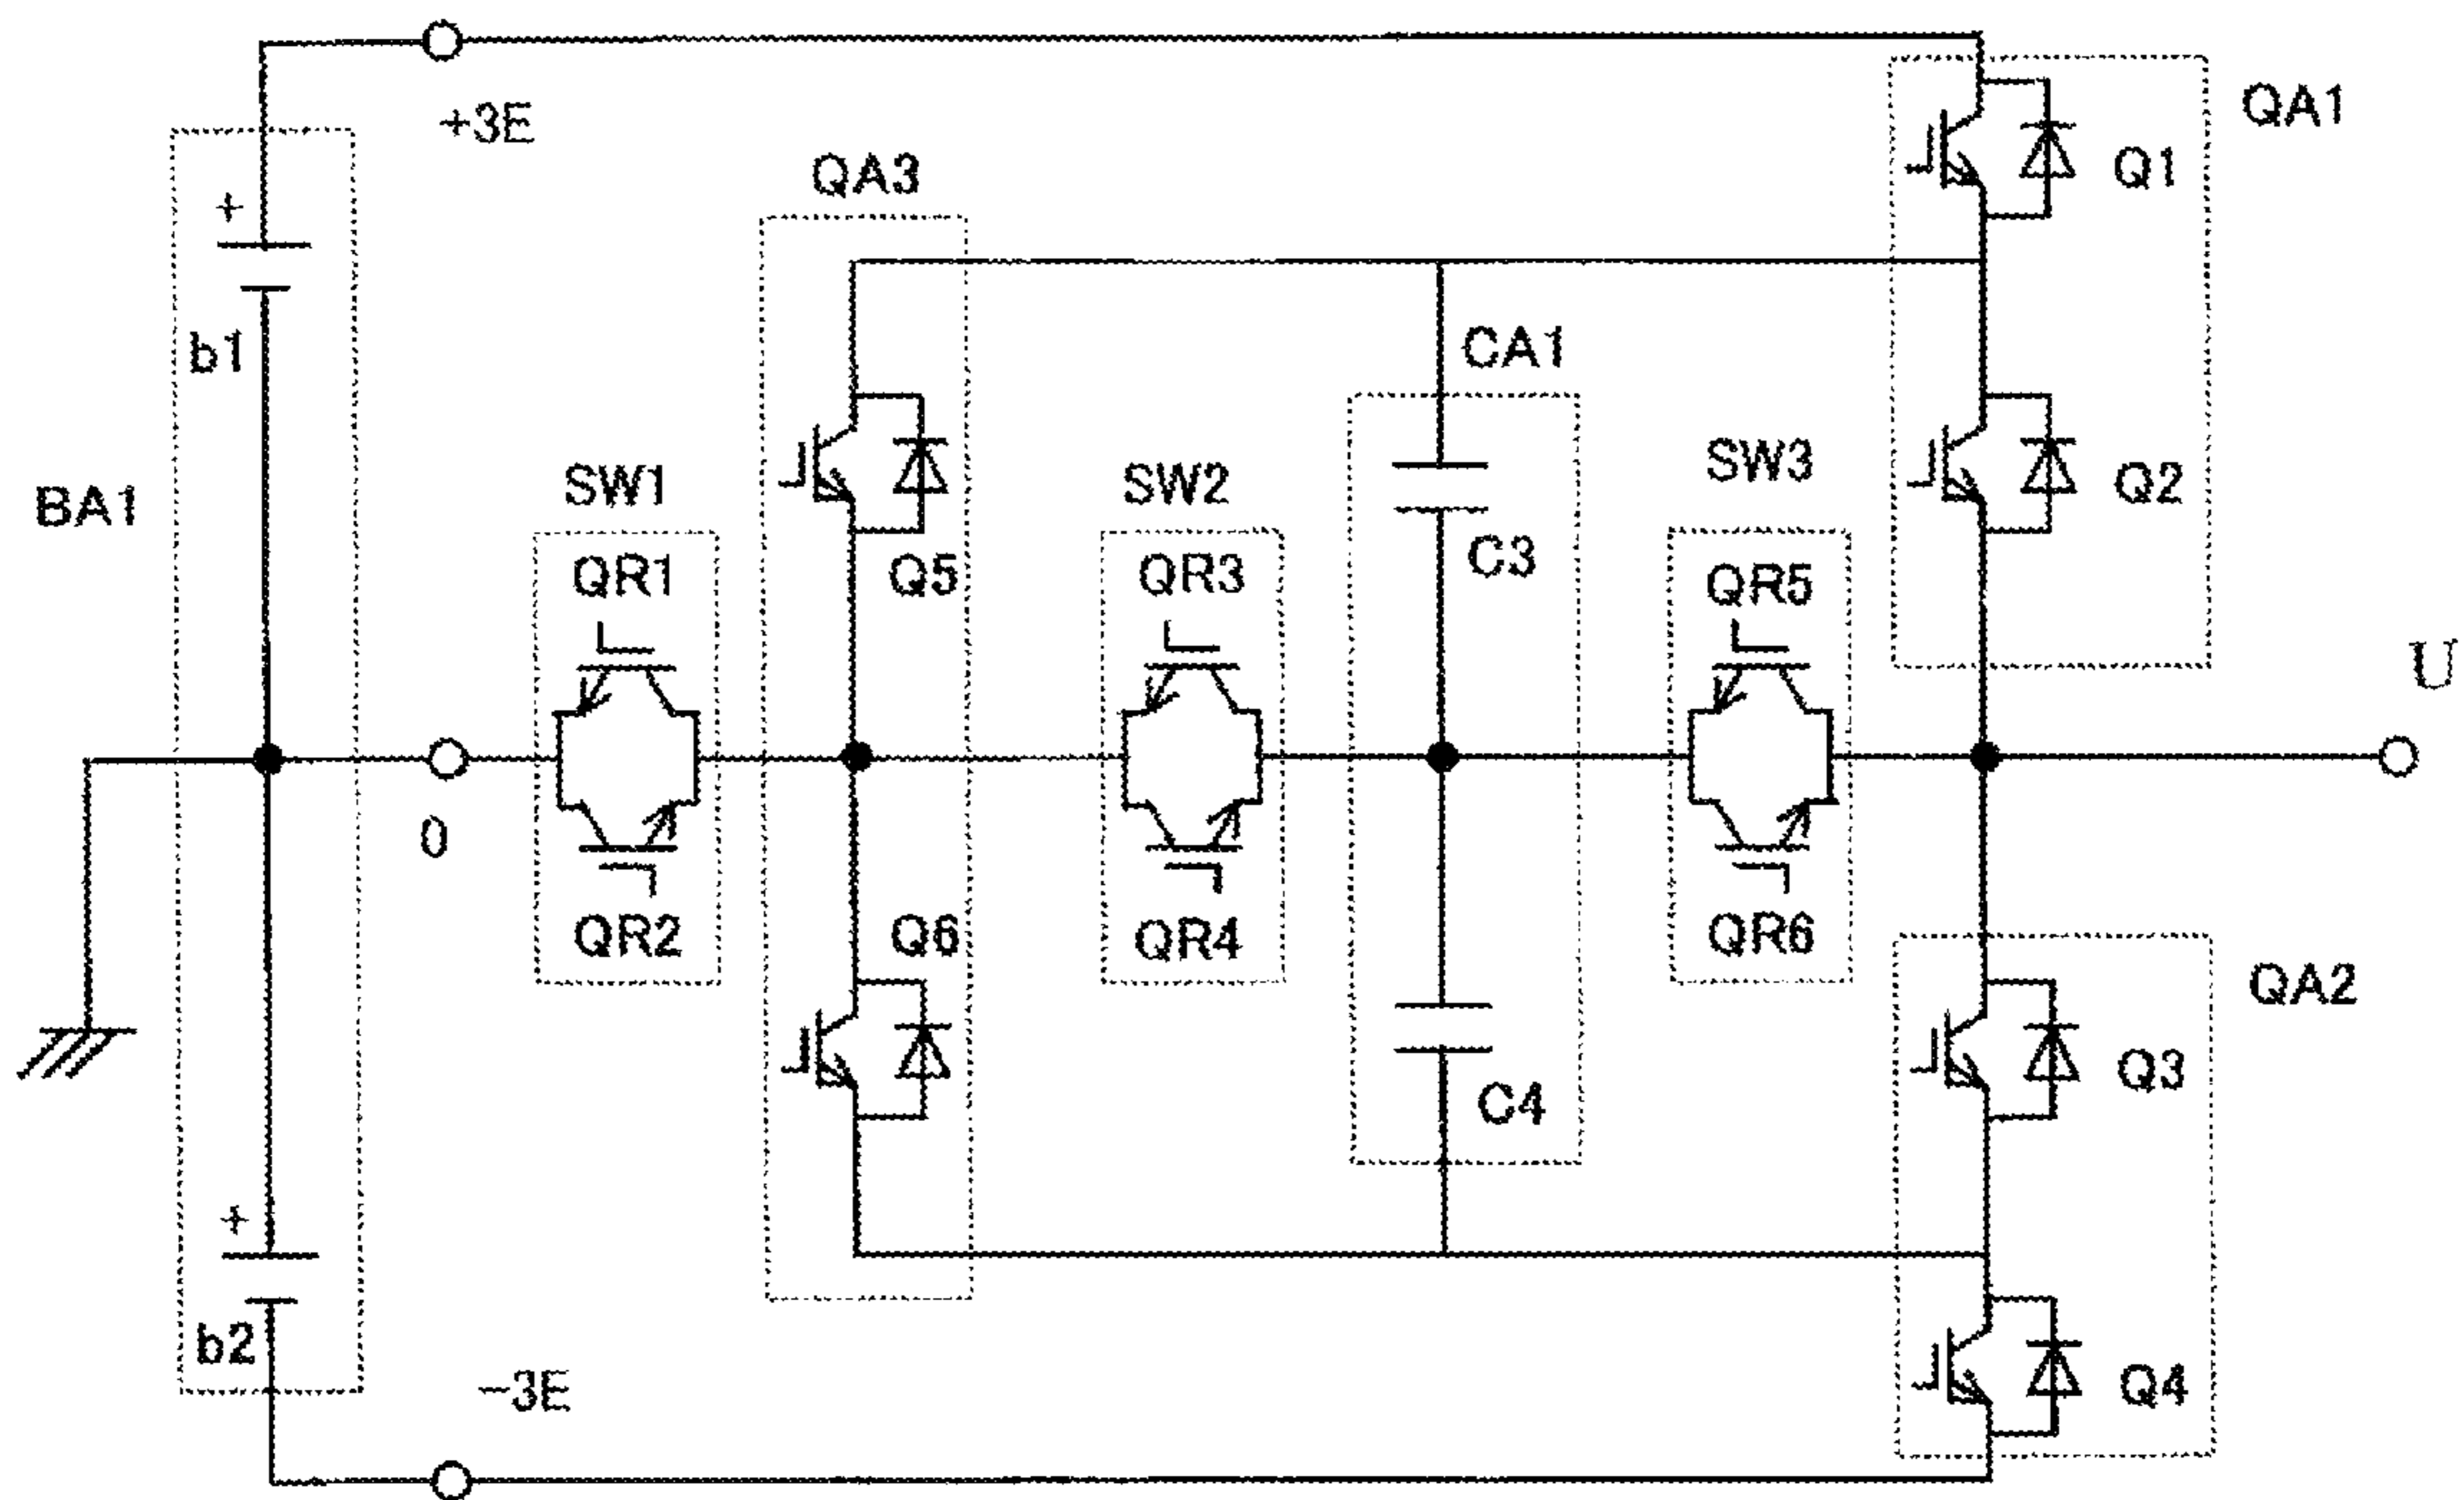 +3E
QA1
Q1
QA3
+
b1
CA1
BA1
SW1
SW2
SW3
Q2
QR1
Q5
QR3
C3
QR5
U
0
QR2
Q6
QR4
QR6
QA2
Q3
C4
+
b2
-3E
Q4